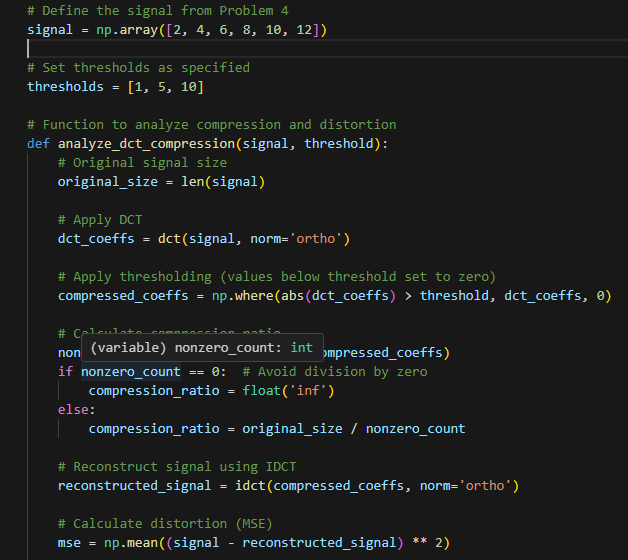 # Define the signal from Problem 4
signal = np.array([2, 4, 6, 8, 10, 12])
# Set thresholds as specified
thresholds = [1, 5, 10]
# Function to analyze compression and distortion
def analyze_dct_compression(signal, threshold):
# Original signal size
original_size = len(signal)
# Apply DCT
dct_coeffs = dct(signal, norm='ortho')
# Apply thresholding (values below threshold set to zero)
compressed_coeffs = np.where(abs(dct_coeffs) > threshold, dct_coeffs, 0)
# Calculate compression ratio
(variable) nonzero_count: int
non ompressed_coeffs)
if nonzero_count == 0:  # Avoid division by zero
compression_ratio = float('inf')
else:
compression_ratio = original_size / nonzero_count
# Reconstruct signal using IDCT
reconstructed_signal = idct(compressed_coeffs, norm='ortho')
# Calculate distortion (MSE)
mse = np.mean((signal - reconstructed_signal) ** 2)